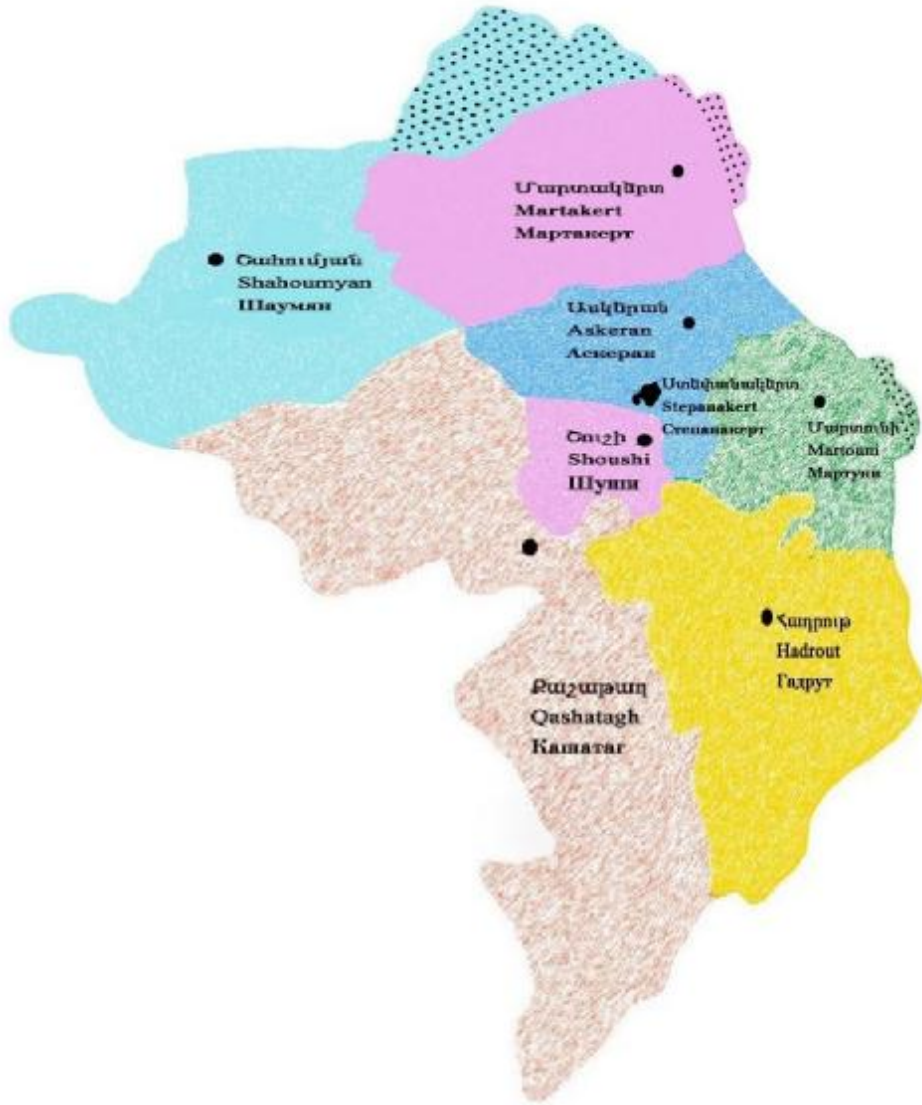 Մարտակերտ
Martakert
Мартакерт
Շահումյան
Shahoumyan
Шаумян
Ասկերան
Askeran
Аскеран
Ստեփանակերտ
Stepanakert
Степанакерт
Շուշի
Shoushi
Шуши
Մարտունի
Martouni
Мартуни
Հադրութ
Hadrout
Гадрут
Քաշաթաղ
Qashatagh
Кашатаг